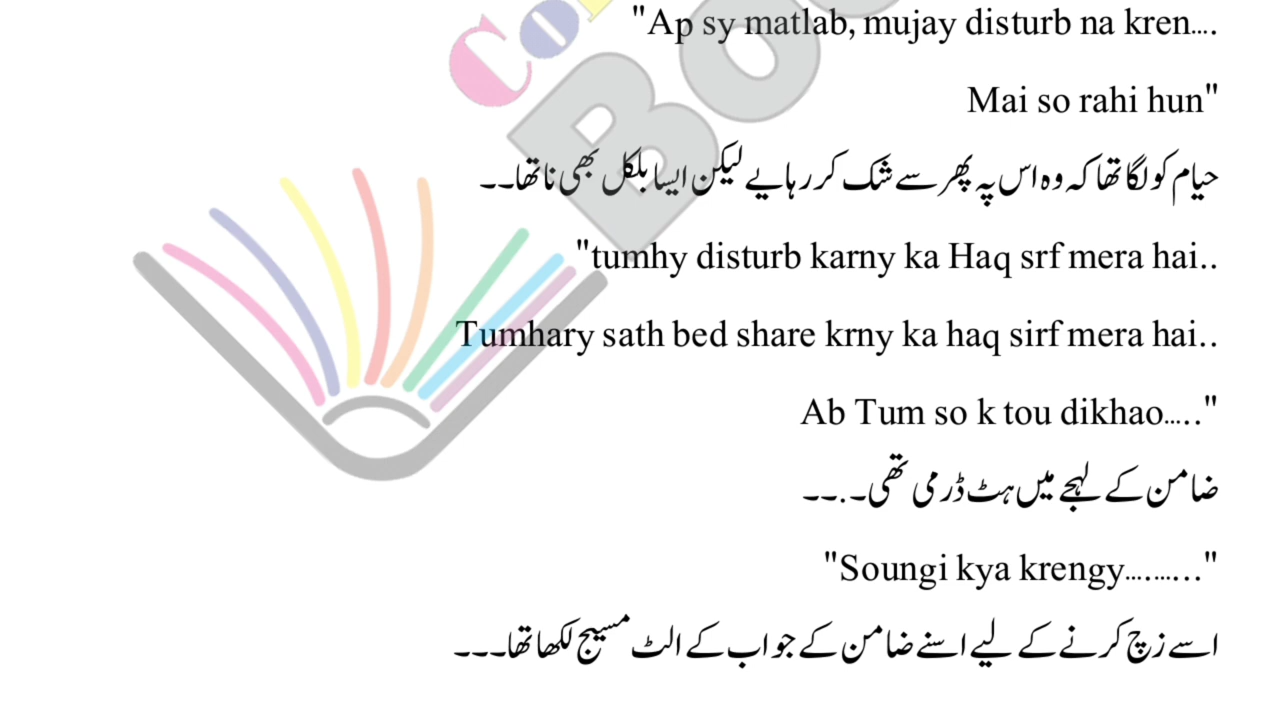 "Ap sy matlab, mujay disturb na kren....
Mai so rahi hun"
حیام کو لگا تھا کہ وہ اس پہ پھر سے شک کر رہا ہے لیکن ایسا بلکل بھی نا تھا۔۔
"tumhy disturb karny ka Haq srf mera hai..
Tumhary sath bed share krny ka haq sirf mera hai..
Ab Tum so k tou dikhao....."
ضامن کے لہجے میں ہٹ ڈرمی تھی۔.۔۔
"Soungi kya krengy.........."
اسے زچ کرنے کے لیے اسنے ضامن کے جواب کے الٹ مسیج لکھا تھا۔۔۔